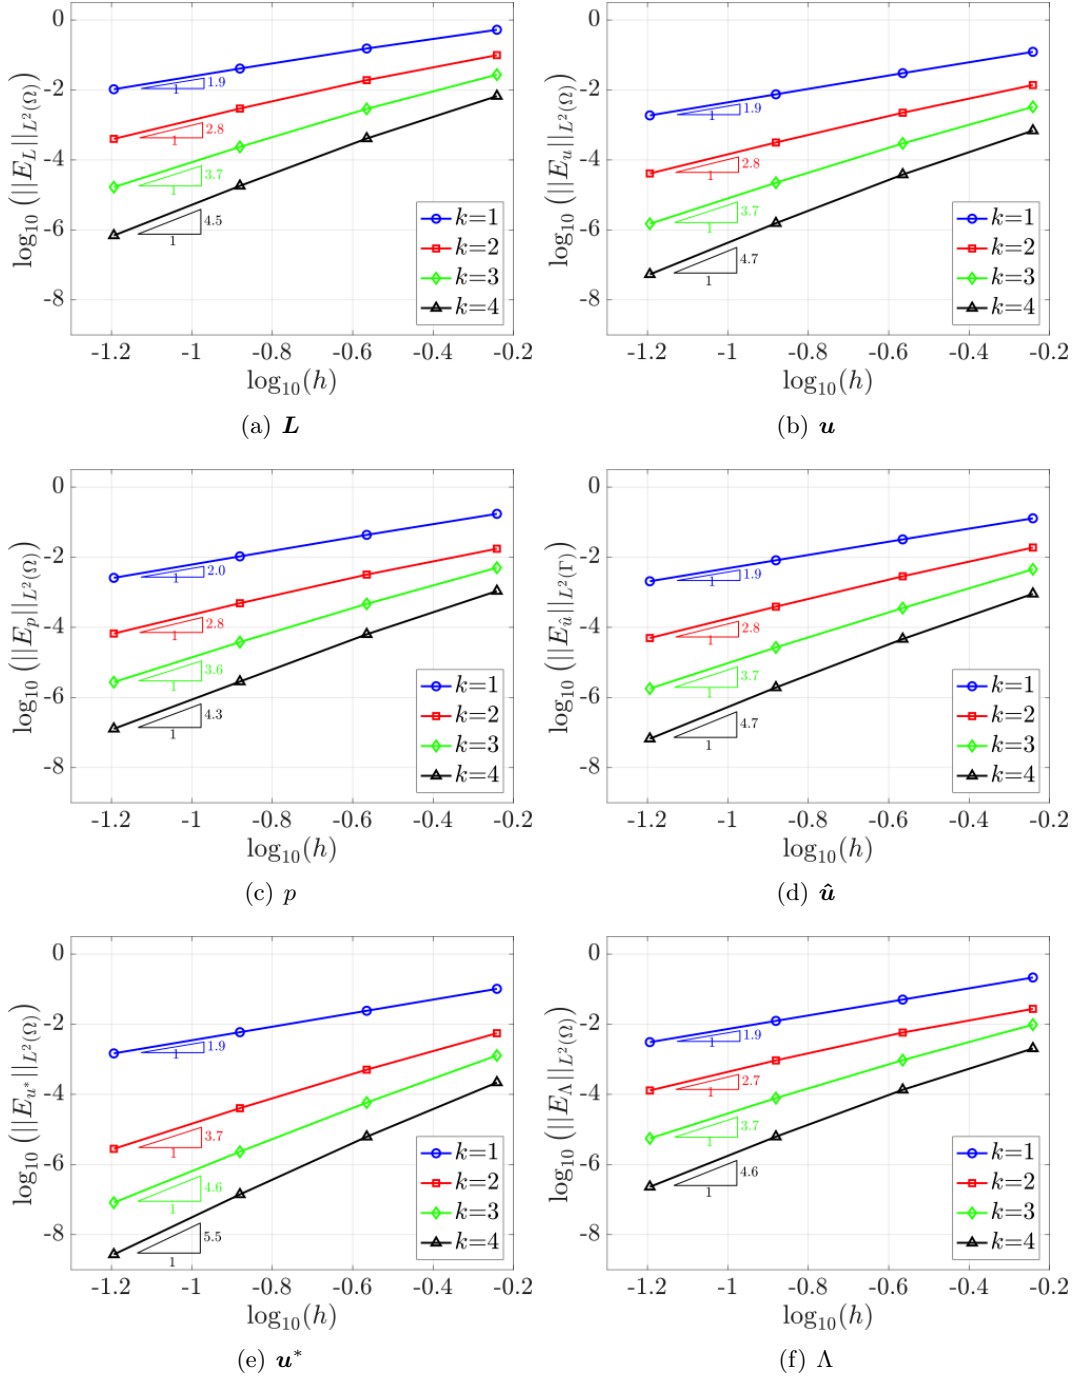 0
-2
-4
-6
-8
log₁₀ (||E_L||_{L²(Ω)})
1.9
1
2.8
1
3.7
1
4.5
1
k=1
k=2
k=3
k=4
-1.2 -1 -0.8 -0.6 -0.4 -0.2
log₁₀(h)
(a) L
0
-2
-4
-6
-8
log₁₀ (||E_u||_{L²(Ω)})
1.9
1
2.8
1
3.7
1
4.7
1
k=1
k=2
k=3
k=4
-1.2 -1 -0.8 -0.6 -0.4 -0.2
log₁₀(h)
(b) u
0
-2
-4
-6
-8
log₁₀ (||E_p||_{L²(Ω)})
2.0
1
2.8
1
3.6
1
4.3
1
k=1
k=2
k=3
k=4
-1.2 -1 -0.8 -0.6 -0.4 -0.2
log₁₀(h)
(c) p
0
-2
-4
-6
-8
log₁₀ (||E_û||_{L²(Γ)})
1.9
1
2.8
1
3.7
1
4.7
1
k=1
k=2
k=3
k=4
-1.2 -1 -0.8 -0.6 -0.4 -0.2
log₁₀(h)
(d) û
0
-2
-4
-6
-8
log₁₀ (||E_{u*}||_{L²(Ω)})
1.9
1
3.7
1
4.6
1
5.5
1
k=1
k=2
k=3
k=4
-1.2 -1 -0.8 -0.6 -0.4 -0.2
log₁₀(h)
(e) u*
0
-2
-4
-6
-8
log₁₀ (||E_Λ||_{L²(Ω)})
1.9
1
2.7
1
3.7
1
4.6
1
k=1
k=2
k=3
k=4
-1.2 -1 -0.8 -0.6 -0.4 -0.2
log₁₀(h)
(f) Λ